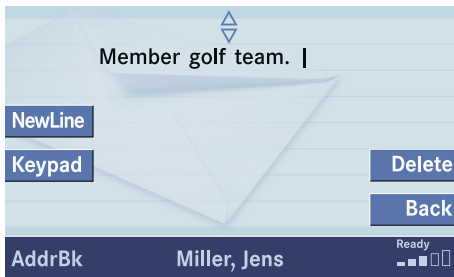 Member golf team.
NewLine
Keypad
Delete
Back
AddrBk Miller, Jens Ready